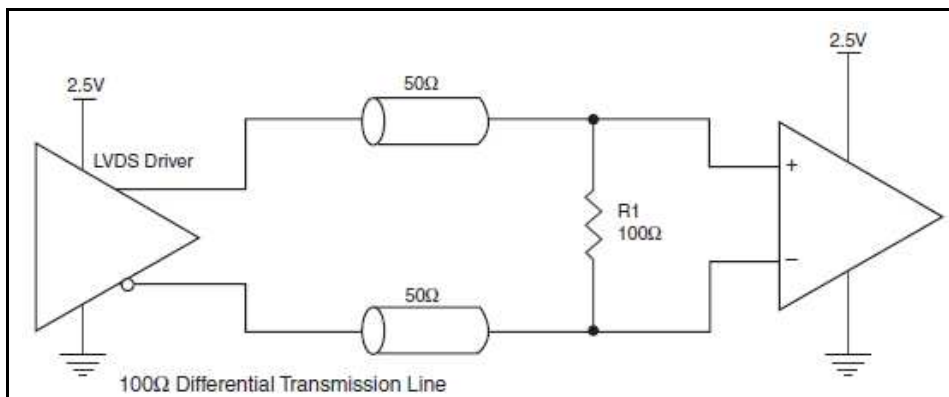 2.5V
2.5V
50Ω
LVDS Driver
+
R1
100Ω
−
50Ω
100Ω Differential Transmission Line